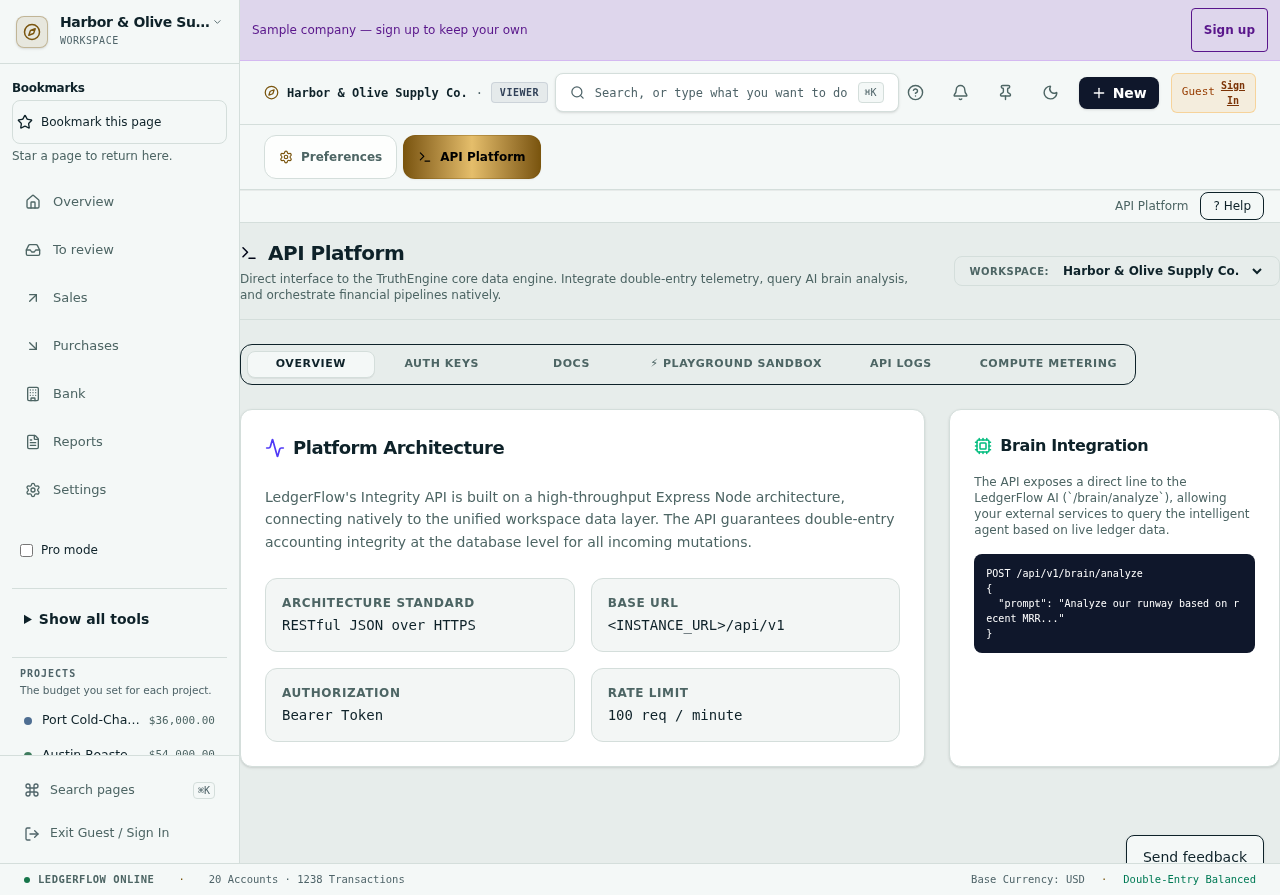 Harbor & Olive Su...
WORKSPACE
Bookmarks
Bookmark this page
Star a page to return here.
Overview
To review
Sales
Purchases
Bank
Reports
Settings
Pro mode
Show all tools
PROJECTS
The budget you set for each project.
Port Cold-Cha... $36,000.00
Austin Roaste... $54,000.00
Search pages ⌘K
Exit Guest / Sign In
Sample company — sign up to keep your own
Sign up
Harbor & Olive Supply Co. · VIEWER
Search, or type what you want to do ⌘K
+ New
Guest Sign In
Preferences
API Platform
API Platform
? Help
API Platform
Direct interface to the TruthEngine core data engine. Integrate double-entry telemetry, query AI brain analysis,
and orchestrate financial pipelines natively.
WORKSPACE: Harbor & Olive Supply Co.
OVERVIEW
AUTH KEYS
DOCS
⚡ PLAYGROUND SANDBOX
API LOGS
COMPUTE METERING
Platform Architecture
LedgerFlow's Integrity API is built on a high-throughput Express Node architecture,
connecting natively to the unified workspace data layer. The API guarantees double-entry
accounting integrity at the database level for all incoming mutations.
ARCHITECTURE STANDARD
RESTful JSON over HTTPS
BASE URL
<INSTANCE_URL>/api/v1
AUTHORIZATION
Bearer Token
RATE LIMIT
100 req / minute
Brain Integration
The API exposes a direct line to the
LedgerFlow AI (`/brain/analyze`), allowing
your external services to query the intelligent
agent based on live ledger data.
POST /api/v1/brain/analyze
{
"prompt": "Analyze our runway based on r
ecent MRR..."
}
Send feedback
LEDGERFLOW ONLINE · 20 Accounts · 1238 Transactions
Base Currency: USD · Double-Entry Balanced